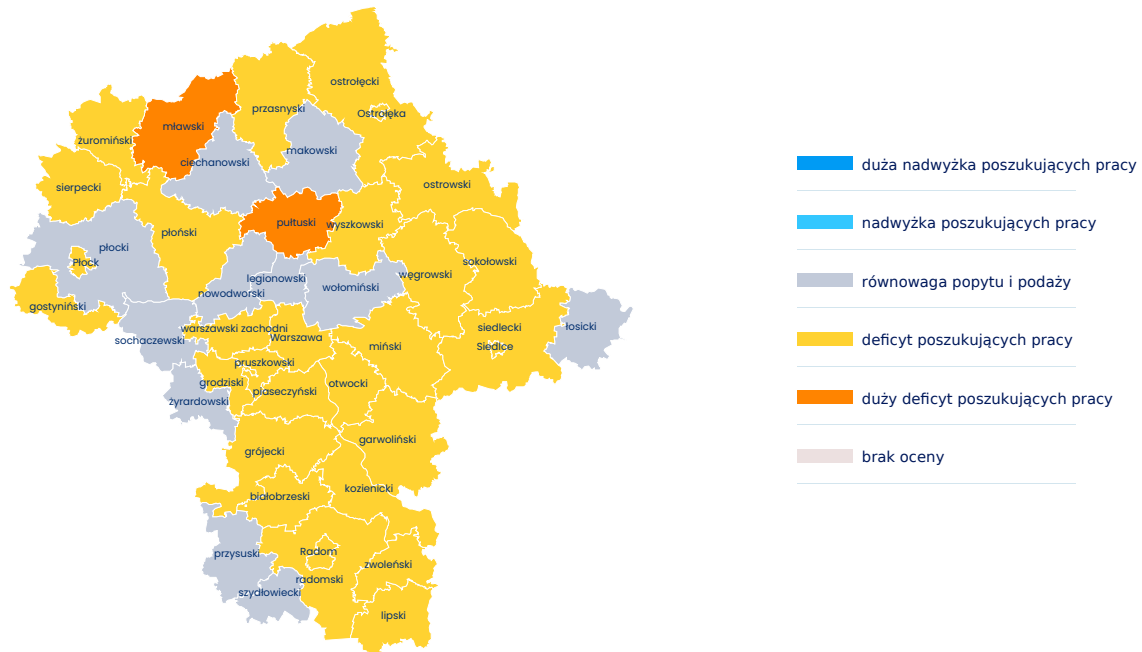 ostrołęcki
przasnyski
Ostrołęka
mławski
żuromiński
makowski
ciechanowski
sierpecki
ostrowski
pułtuski
wyszkowski
płoński
płocki
Płock
sokołowski
węgrowski
legionowski
wołomiński
nowodworski
gostyniński
warszawski zachodni
siedlecki
łosicki
sochaczewski
Warszawa
miński
Siedlce
pruszkowski
grodziski
piaseczyński
otwocki
żyrardowski
garwoliński
grójecki
kozienicki
białobrzeski
przysuski
Radom
zwoleński
radomski
szydłowiecki
lipski
duża nadwyżka poszukujących pracy
nadwyżka poszukujących pracy
równowaga popytu i podaży
deficyt poszukujących pracy
duży deficyt poszukujących pracy
brak oceny